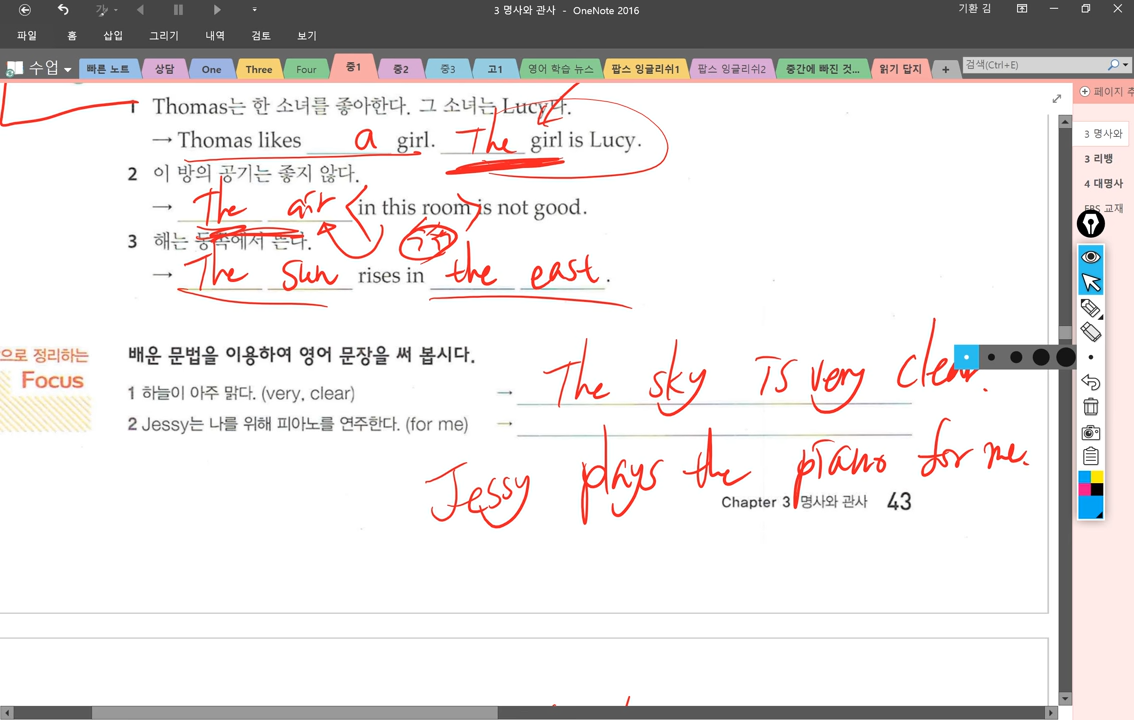 3 명사와 관사 - OneNote 2016
기환 김
파일 홈 삽입 그리기 내역 검토 보기
수업 빠른 노트 상담 One Three Four 중1 중2 중3 고1 영어 학습 뉴스 팝스 잉글리쉬1 팝스 잉글리쉬2 중간에 빠진 것... 읽기 답지 + 검색(Ctrl+E)
페이지 추
3 명사와
3 리뱅
4 대명사
EBS 교재
1 Thomas는 한 소녀를 좋아한다. 그 소녀는 Lucy다.
→ Thomas likes a girl. The girl is Lucy.
2 이 방의 공기는 좋지 않다.
→ The air in this room is not good.
3 해는 동쪽에서 뜬다.
→ The sun rises in the east.
으로 정리하는
Focus
배운 문법을 이용하여 영어 문장을 써 봅시다.
1 하늘이 아주 맑다. (very, clear) → The sky is very clear.
2 Jessy는 나를 위해 피아노를 연주한다. (for me) →
Jessy plays the piano for me.
Chapter 3 명사와 관사 43